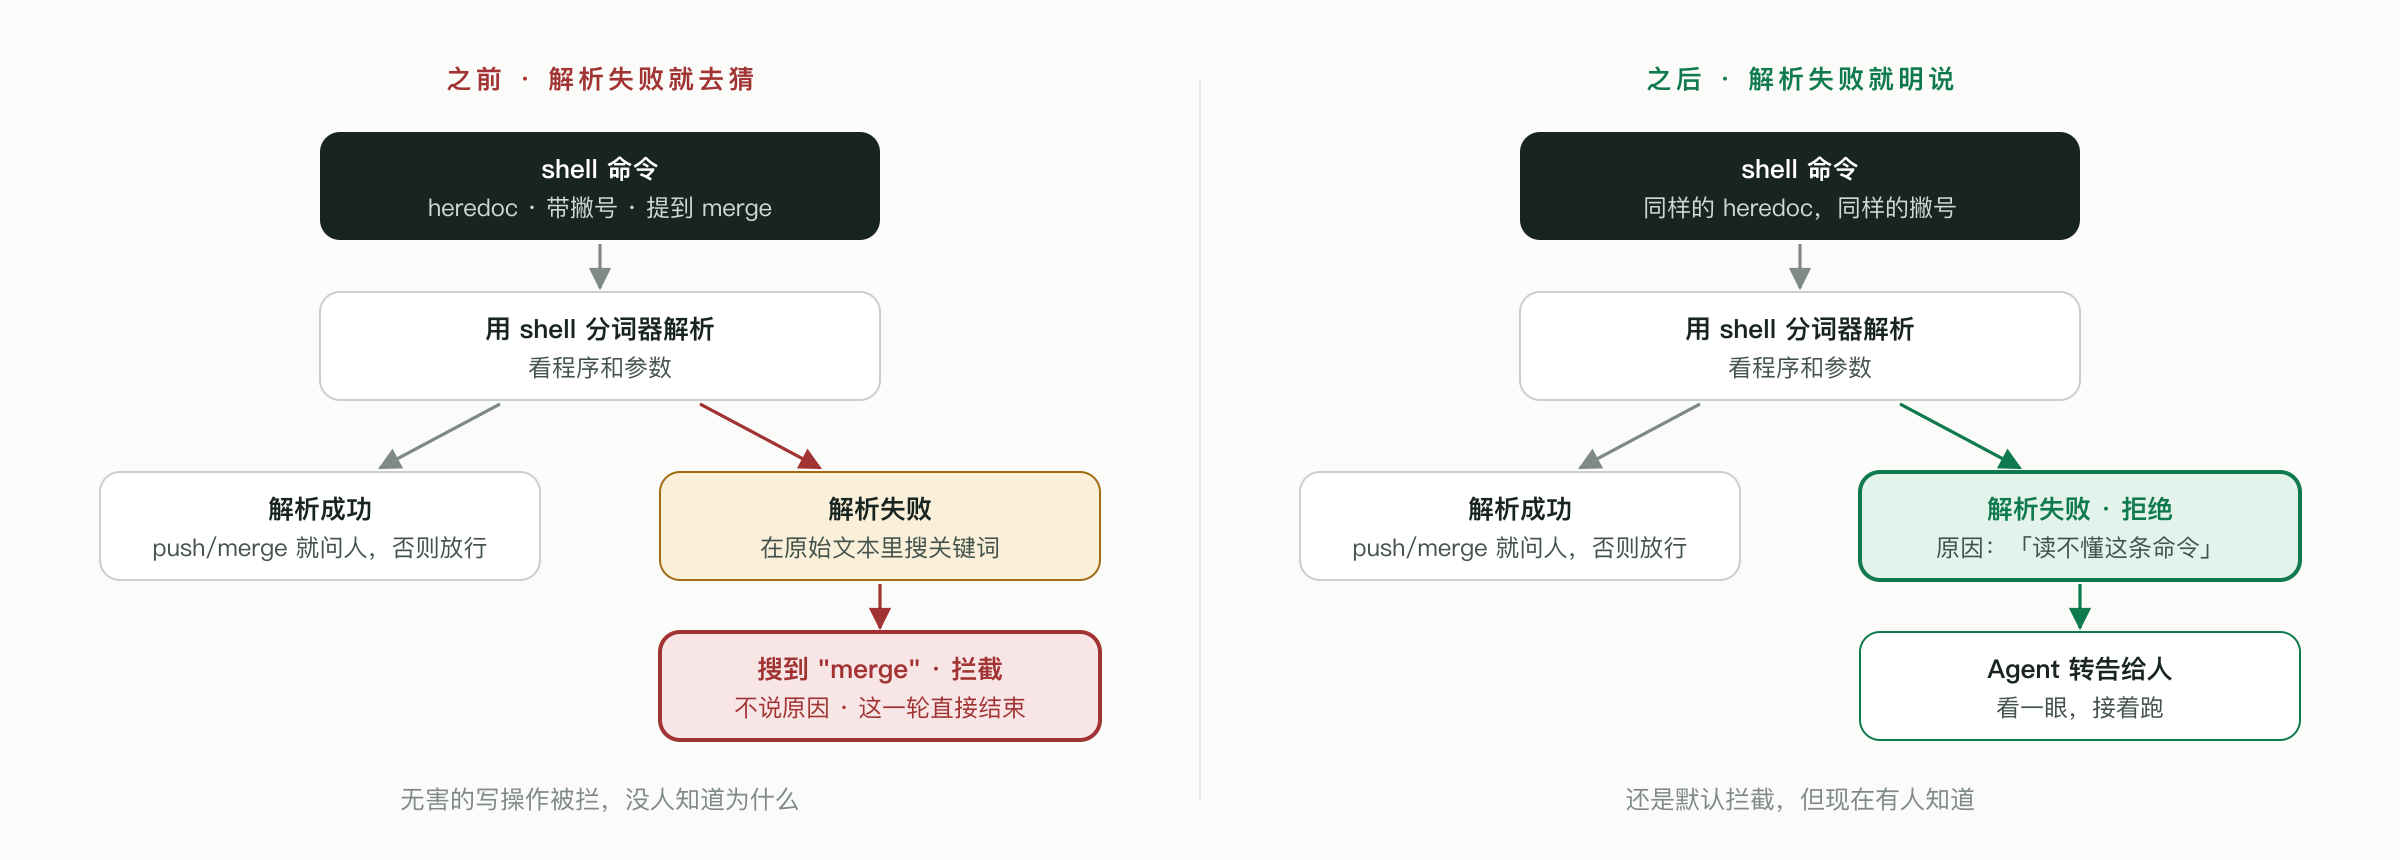 之前 · 解析失败就去猜
shell 命令
heredoc · 带撇号 · 提到 merge
用 shell 分词器解析
看程序和参数
解析成功
push/merge 就问人，否则放行
解析失败
在原始文本里搜关键词
搜到 "merge" · 拦截
不说原因 · 这一轮直接结束
无害的写操作被拦，没人知道为什么
之后 · 解析失败就明说
shell 命令
同样的 heredoc，同样的撇号
用 shell 分词器解析
看程序和参数
解析成功
push/merge 就问人，否则放行
解析失败 · 拒绝
原因：「读不懂这条命令」
Agent 转告给人
看一眼，接着跑
还是默认拦截，但现在有人知道